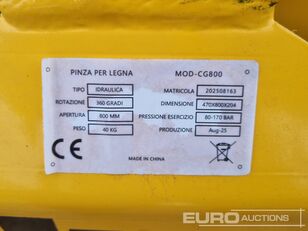 PINZA PER LEGNA MOD-CG800
TIPO IDRAULICA MATRICOLA 202508163
ROTAZIONE 360 GRADI DIMENSIONE 470X800X204
APERTURA 800 MM PRESSIONE ESERCIZIO 80-170 BAR
PESO 40 KG PRODUZIONE Aug-25
CE
MADE IN CHINA
EURO AUCTIONS